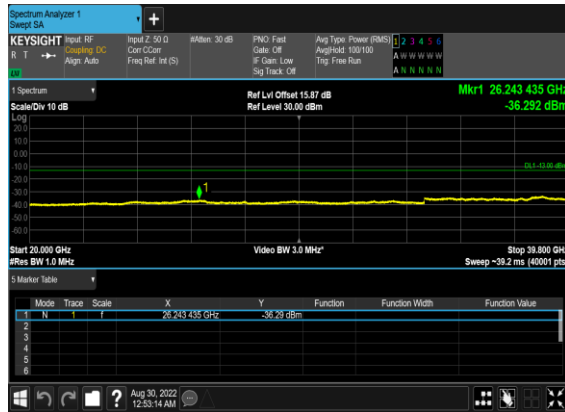 Spectrum Analyzer 1
Swept SA
+
KEYSIGHT Input: RF Input Z: 50 Ω #Atten: 30 dB PNO: Fast Avg Type: Power (RMS) 1 2 3 4 5 6
R T Coupling: DC Corr CCorr Gate: Off Avg|Hold: 100/100 A W W W W W
Align: Auto Freq Ref: Int (S) IF Gain: Low Trig: Free Run
LW Sig Track: Off A N N N N N
1 Spectrum Ref Lvl Offset 15.87 dB Mkr1 26.243 435 GHz
Scale/Div 10 dB Ref Level 30.00 dBm -36.292 dBm
Log
20.0
10.0
0.00
-10.0 DL1 -13.00 dBm
-20.0
-30.0 1
-40.0
-50.0
-60.0
Start 20.000 GHz Video BW 3.0 MHz* Stop 39.800 GHz
#Res BW 1.0 MHz Sweep ~39.2 ms (40001 pts)
5 Marker Table
Mode Trace Scale X Y Function Function Width Function Value
1 N 1 f 26.243 435 GHz -36.29 dBm
2
3
4
5
6
? Aug 30, 2022
12:53:14 AM